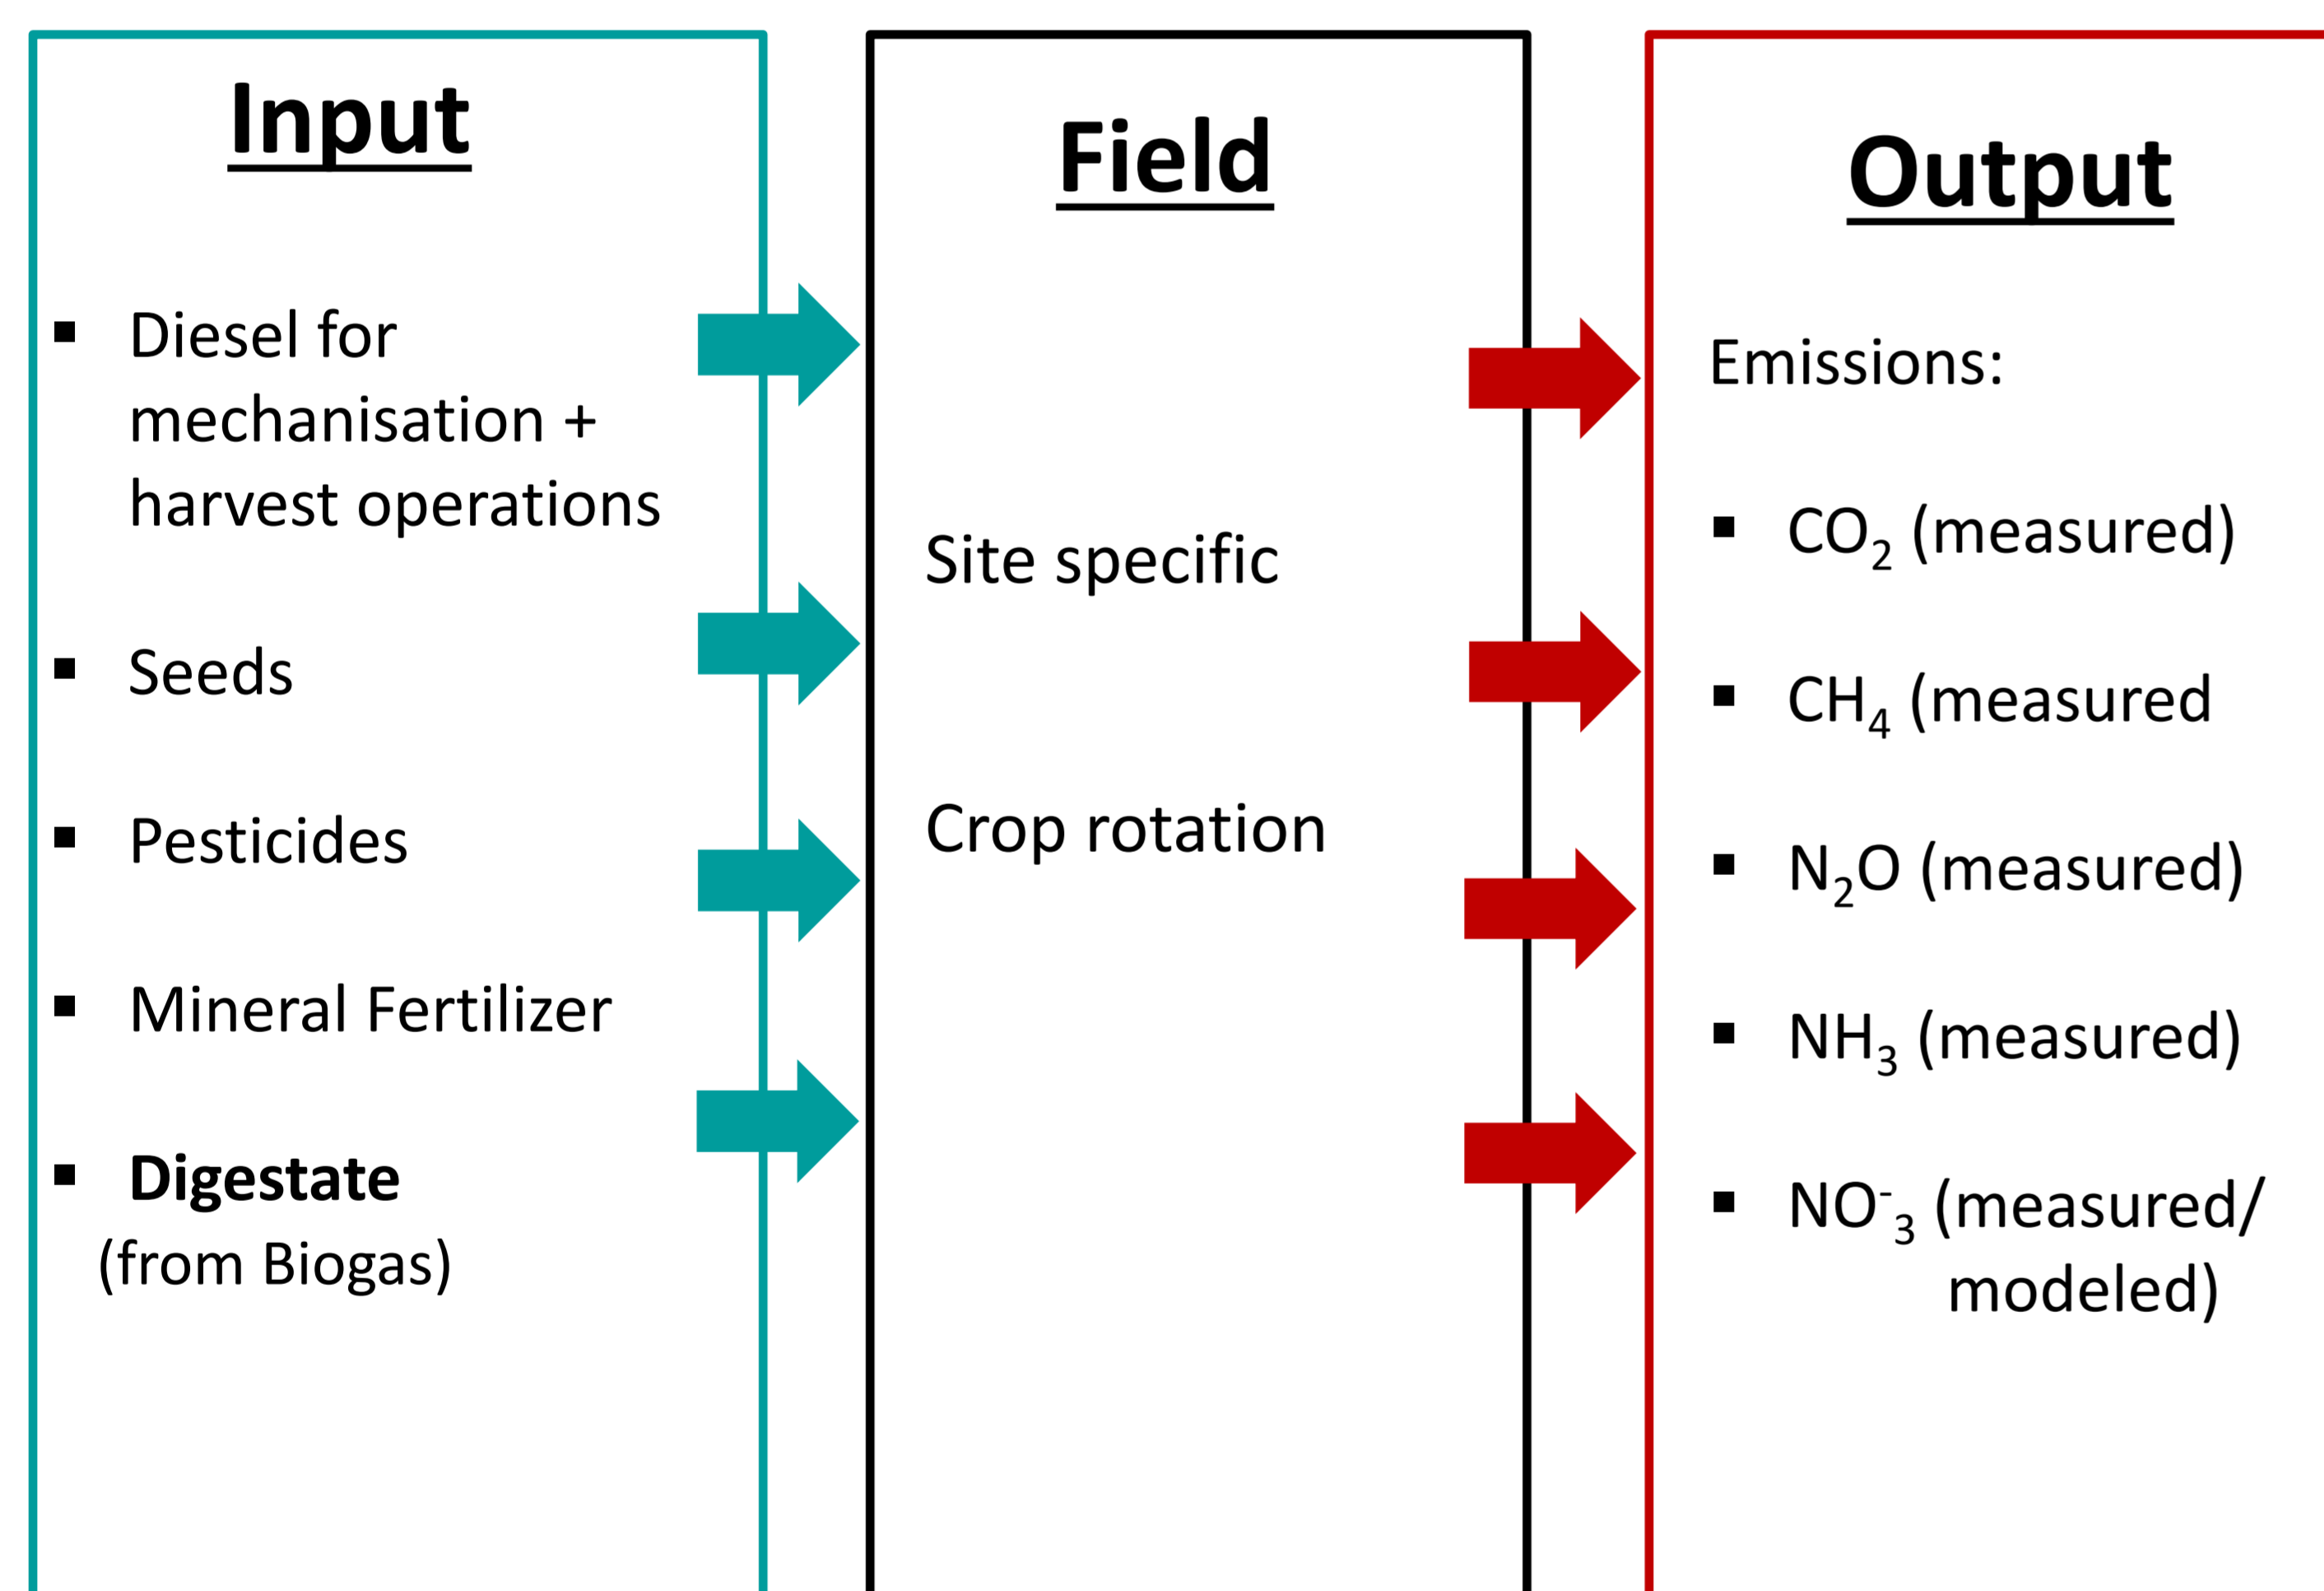 Input
Diesel for
mechanisation +
harvest operations
Seeds
Pesticides
Mineral Fertilizer
Digestate
(from Biogas)
Field
Site specific
Crop rotation
Output
Emissions:
CO₂ (measured)
CH₄ (measured
N₂O (measured)
NH₃ (measured)
NO⁻₃ (measured/
modeled)